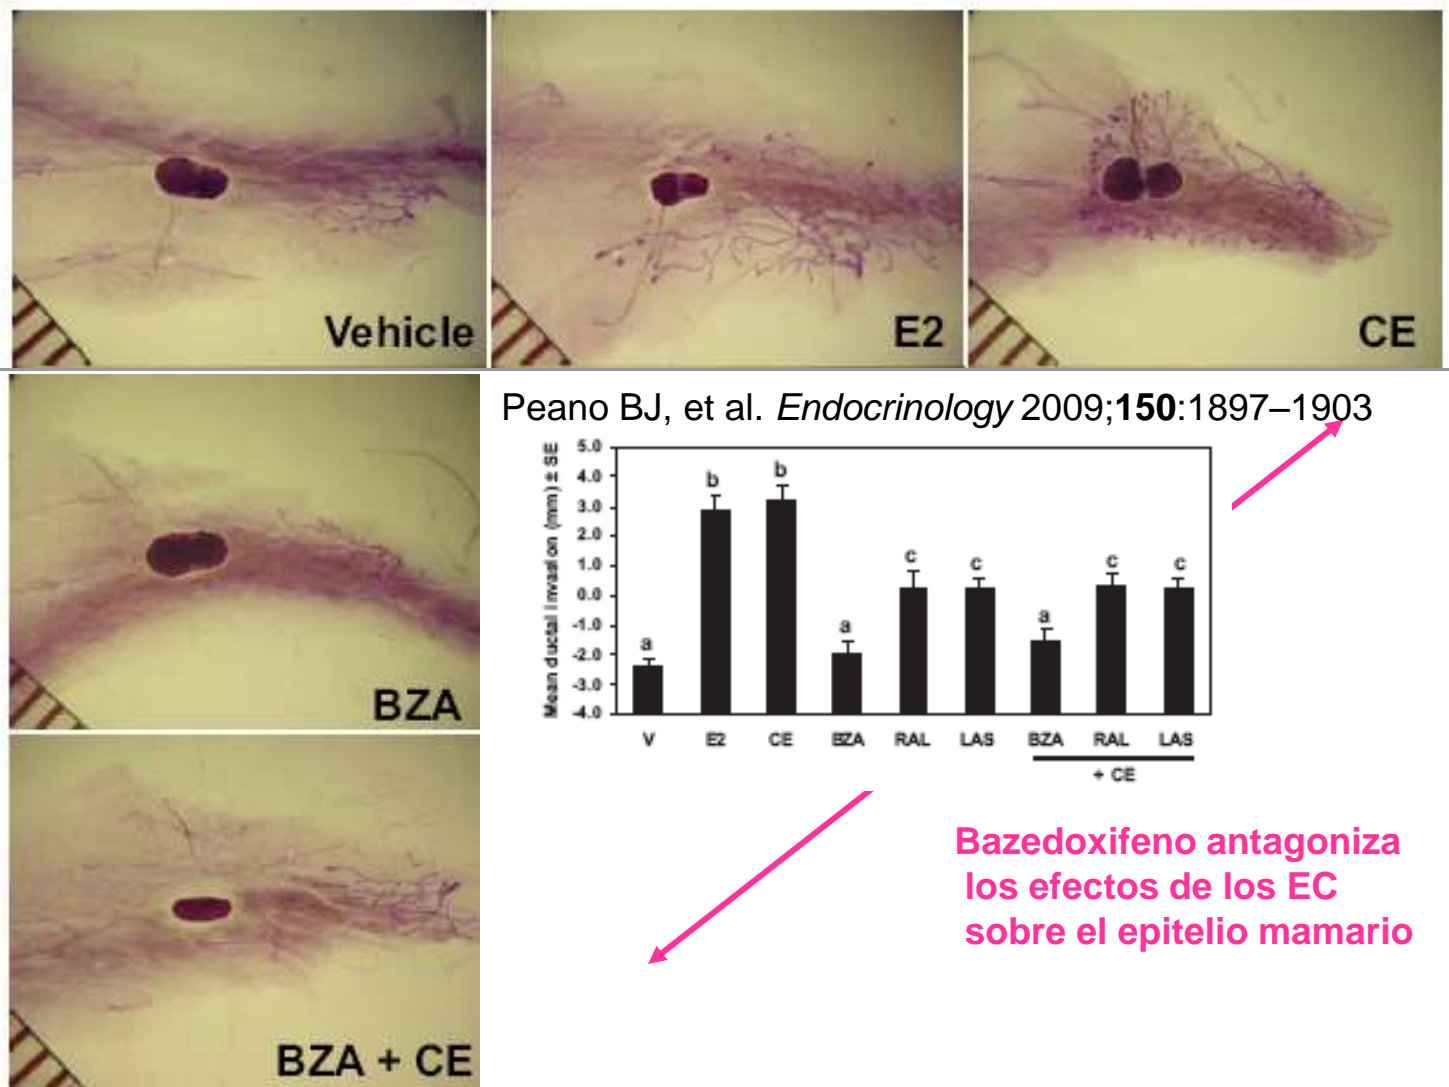 Vehicle
E2
CE
BZA
BZA + CE
Peano BJ, et al. Endocrinology 2009;150:1897–1903
Mean ductal invasion (mm) ± SE
5.0
4.0
3.0
2.0
1.0
0.0
-1.0
-2.0
-3.0
-4.0
a
b
b
a
c
c
a
c
c
V E2 CE BZA RAL LAS BZA RAL LAS
+ CE
Bazedoxifeno antagoniza
los efectos de los EC
sobre el epitelio mamario